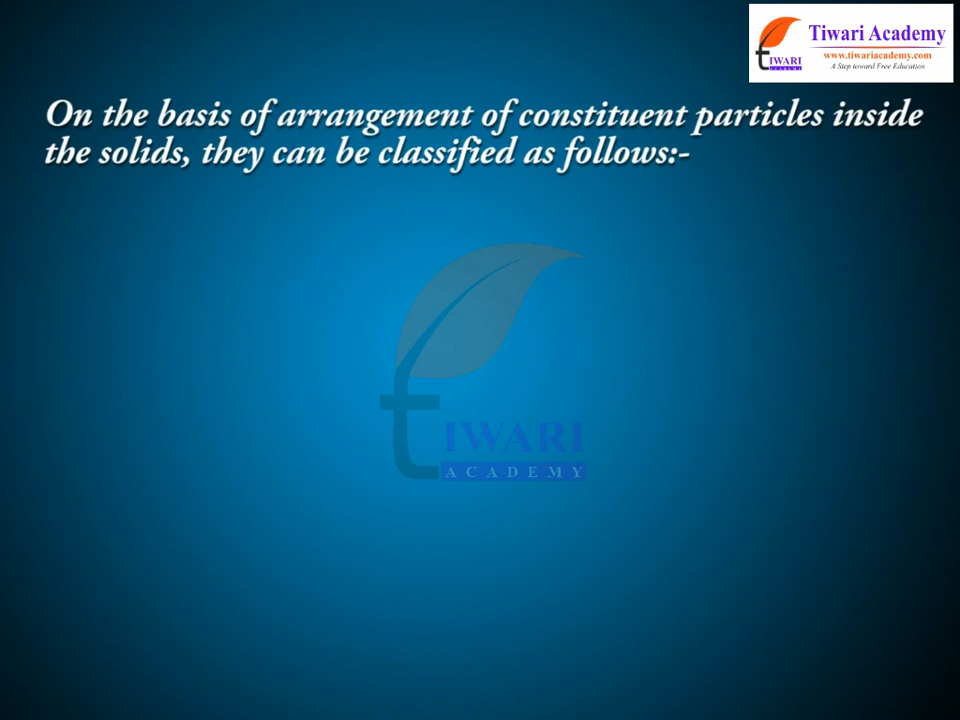 Tiwari Academy
www.tiwariacademy.com
A Step toward Free Education
tIWARI
ACADEMY
On the basis of arrangement of constituent particles inside
the solids, they can be classified as follows:-
tIWARI
ACADEMY